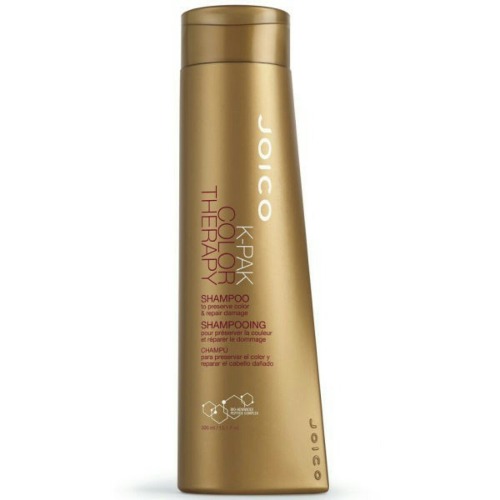 JOICO
K-PAK
COLOR
THERAPY
SHAMPOO
to preserve color
& repair damage
SHAMPOOING
pour préserver la couleur
et réparer le dommage
CHAMPÚ
para preservar el color y
reparar el cabello dañado
JOICO